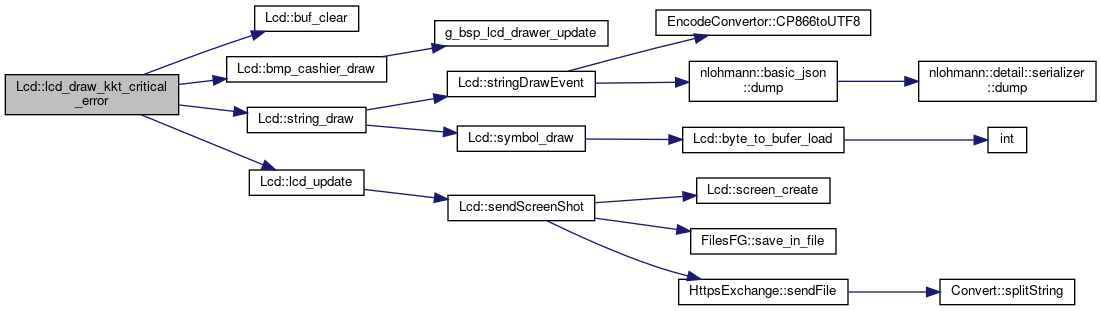 Lcd::lcd_draw_kkt_critical
_error
Lcd::buf_clear
Lcd::bmp_cashier_draw
g_bsp_lcd_drawer_update
Lcd::string_draw
Lcd::stringDrawEvent
EncodeConvertor::CP866toUTF8
nlohmann::basic_json
::dump
nlohmann::detail::serializer
::dump
Lcd::symbol_draw
Lcd::byte_to_bufer_load
int
Lcd::lcd_update
Lcd::sendScreenShot
Lcd::screen_create
FilesFG::save_in_file
HttpsExchange::sendFile
Convert::splitString